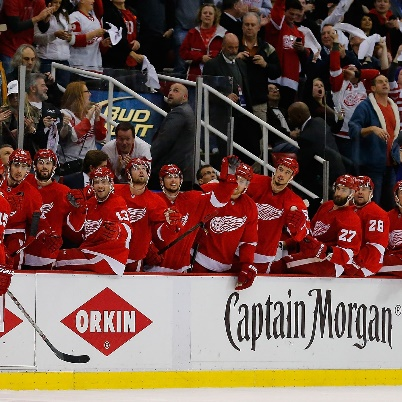 BUD
13
27
28
ORKIN
Captain Morgan®